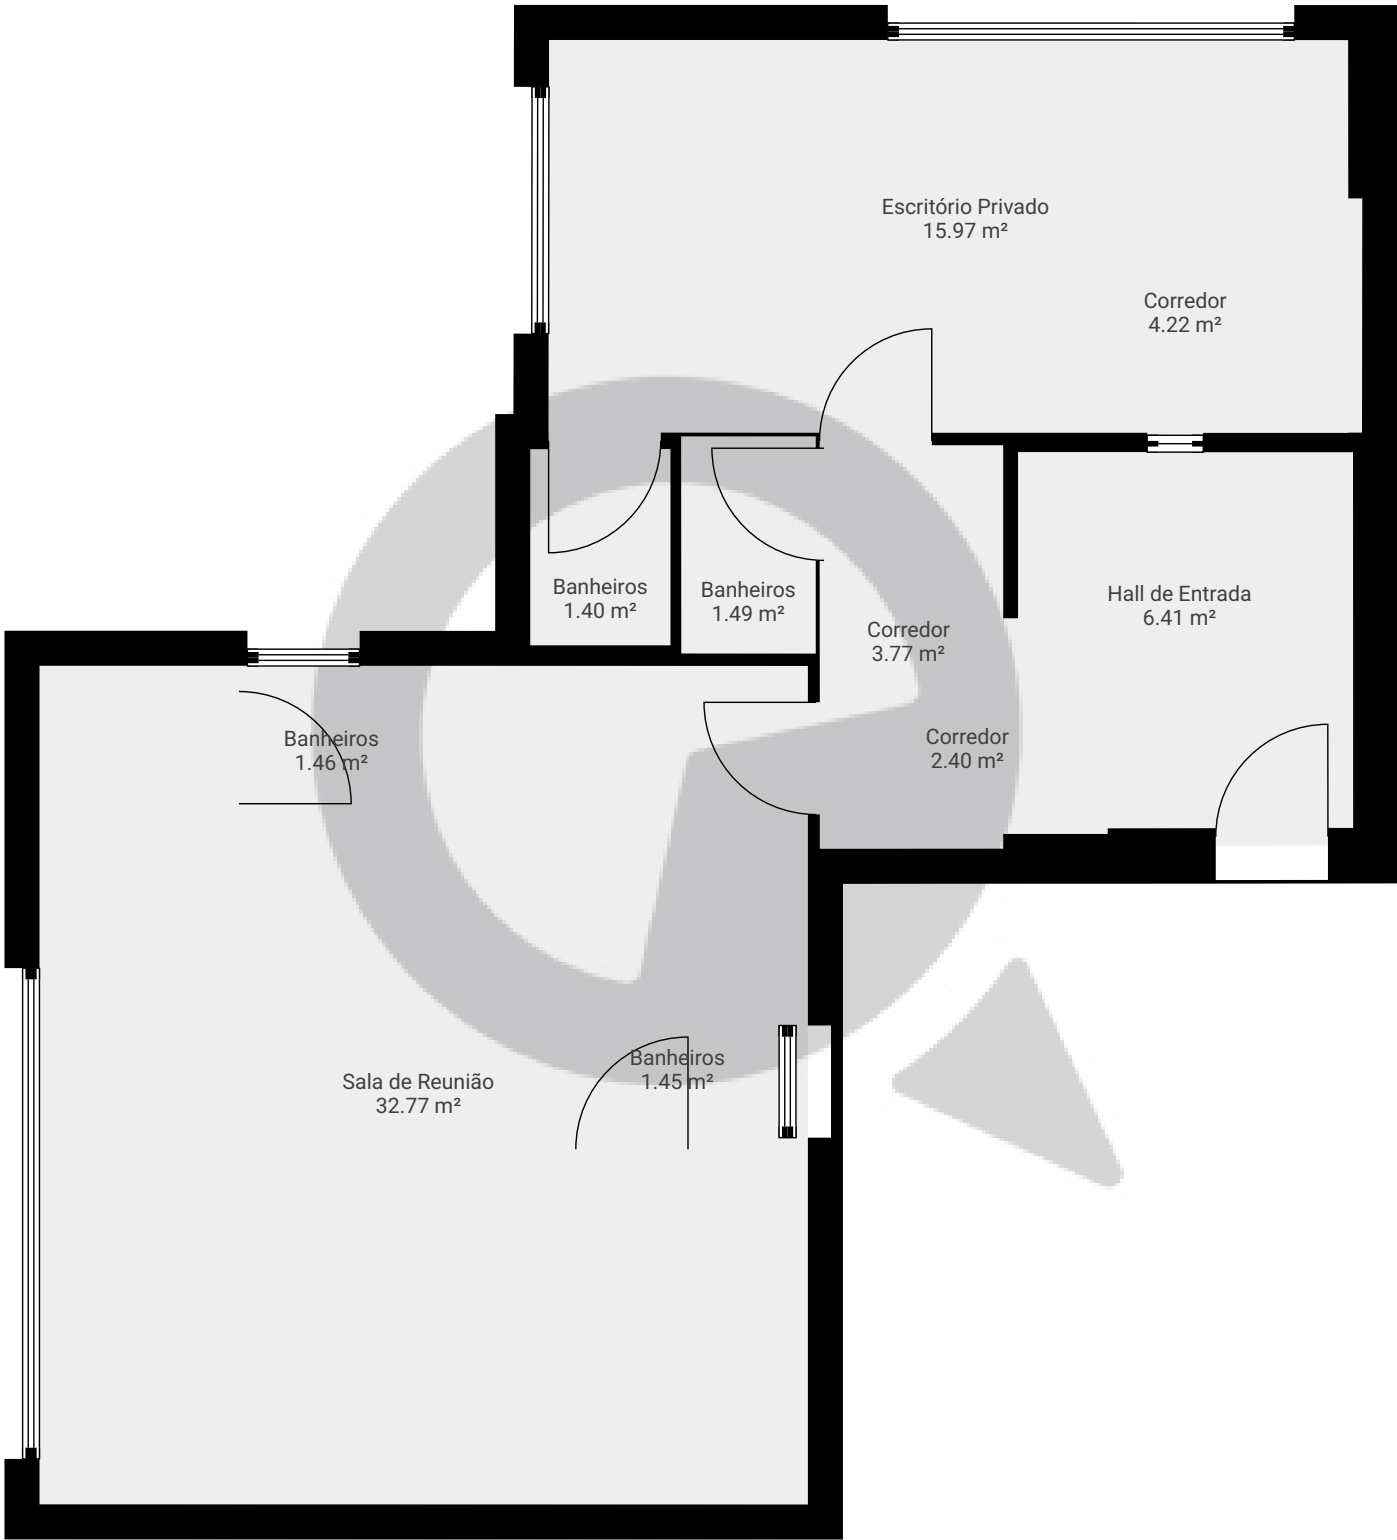 Escritório Privado
15.97 m²
Corredor
4.22 m²
Banheiros
1.40 m²
Banheiros
1.49 m²
Corredor
3.77 m²
Hall de Entrada
6.41 m²
Banheiros
1.46 m²
Corredor
2.40 m²
Sala de Reunião
32.77 m²
Banheiros
1.45 m²